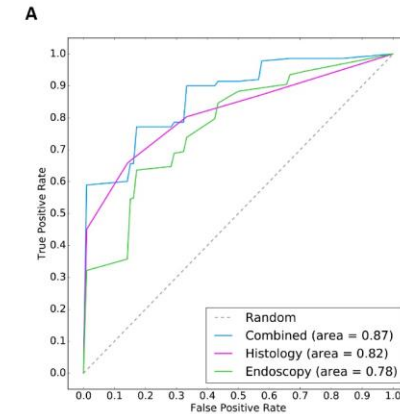 A
1.0
0.9
0.8
0.7
0.6
0.5
0.4
0.3
0.2
0.1
0.0
True Positive Rate
0.0 0.1 0.2 0.3 0.4 0.5 0.6 0.7 0.8 0.9 1.0
False Positive Rate
Random
Combined (area = 0.87)
Histology (area = 0.82)
Endoscopy (area = 0.78)